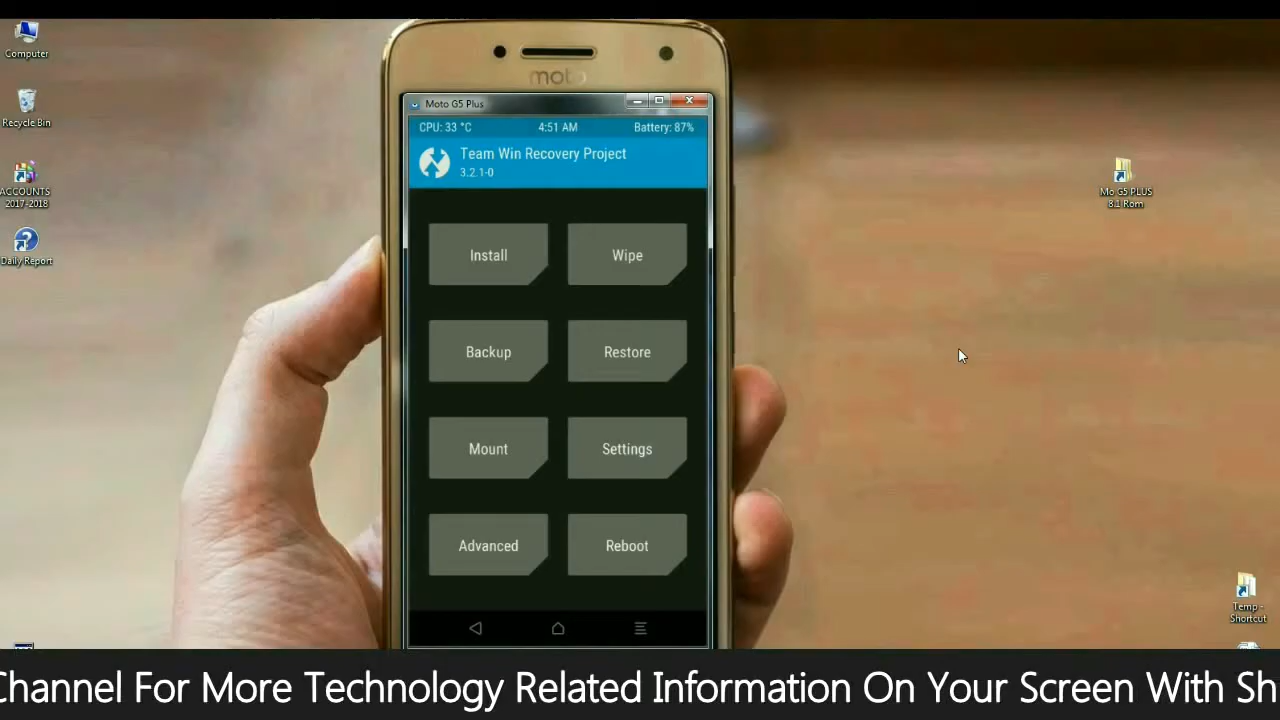 Computer
Recycle Bin
ACCOUNTS
2017-2018
Daily Report
moto
Moto G5 Plus
CPU: 33 °C 4:51 AM Battery: 87%
Team Win Recovery Project
3.2.1-0
Install Wipe
Backup Restore
Mount Settings
Advanced Reboot
Mo G5 PLUS
8.1 Rom
Temp -
Shortcut
Channel For More Technology Related Information On Your Screen With Sh